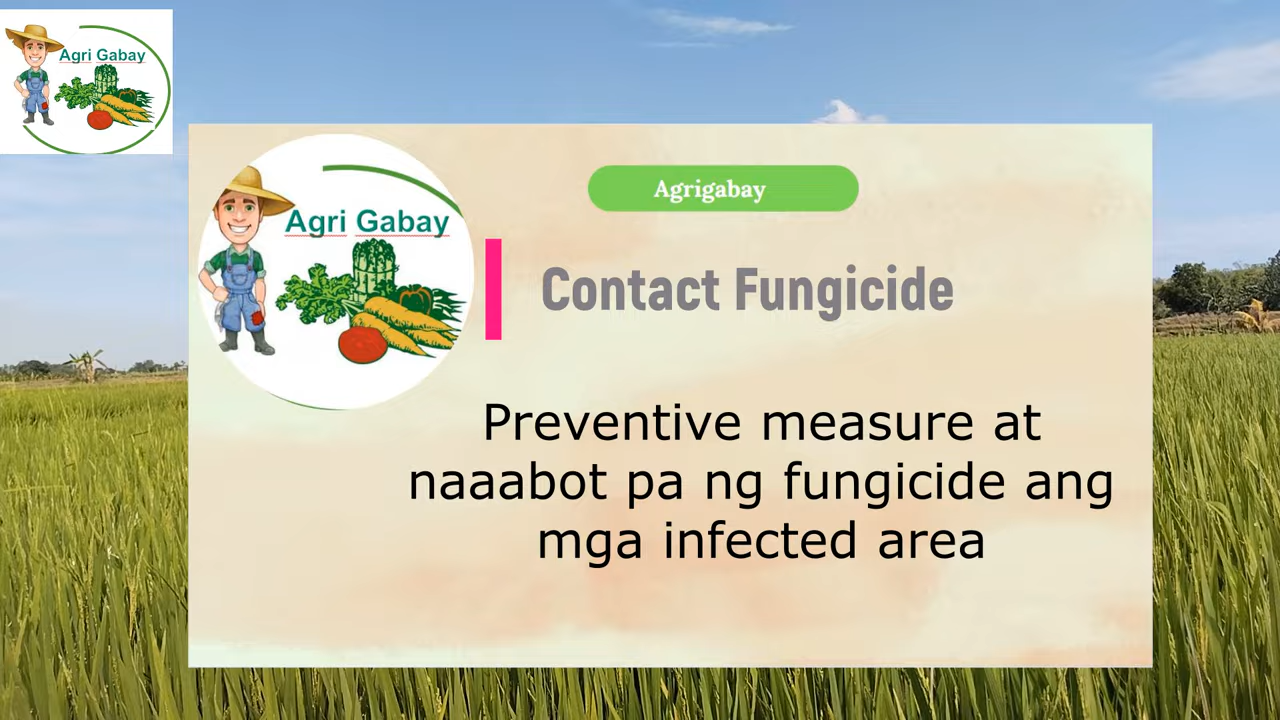 Agri Gabay
Agrigabay
Agri Gabay
Contact Fungicide
Preventive measure at
naaabot pa ng fungicide ang
mga infected area